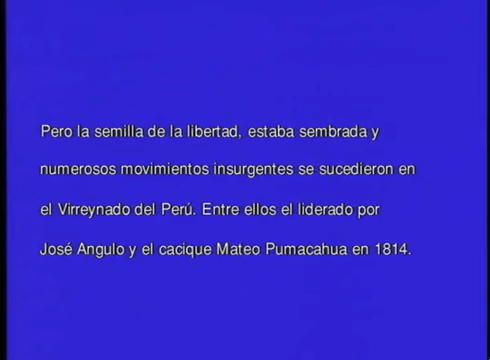 Pero la semilla de la libertad, estaba sembrada y
numerosos movimientos insurgentes se sucedieron en
el Virreynado del Perú. Entre ellos el liderado por
José Angulo y el cacique Mateo Pumacahua en 1814.